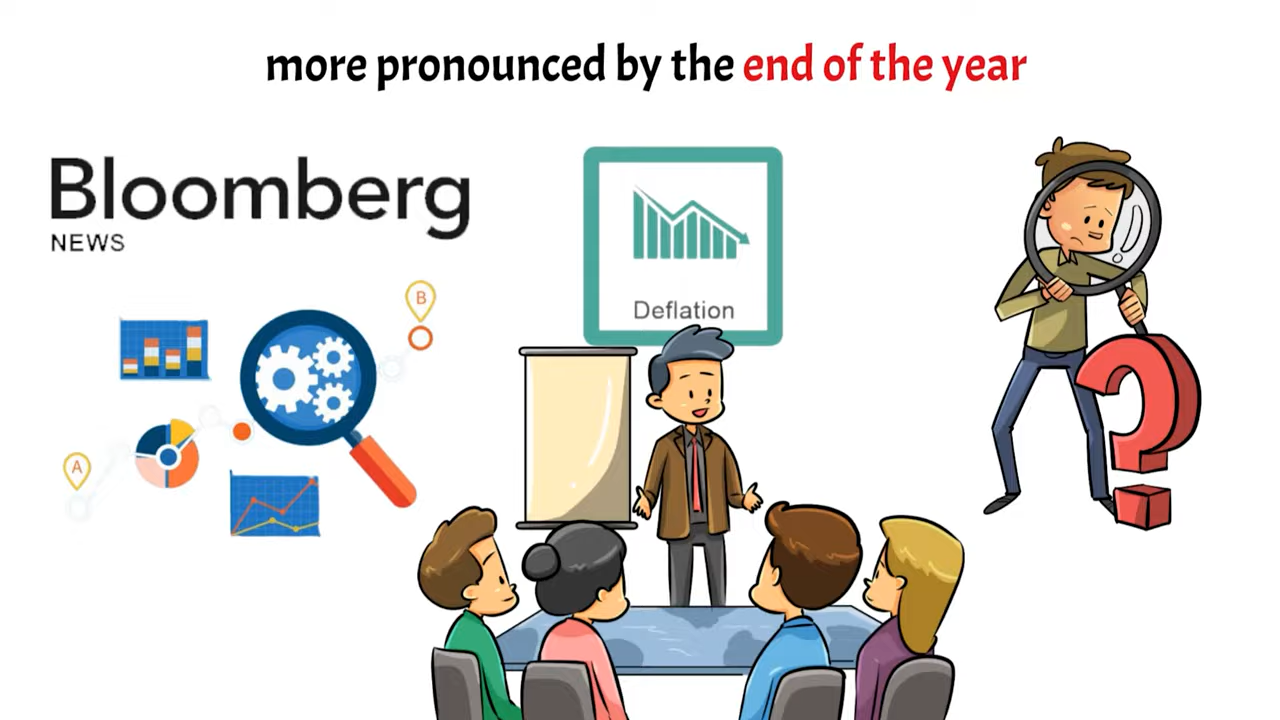 more pronounced by the end of the year
Bloomberg
NEWS
Deflation
B
A